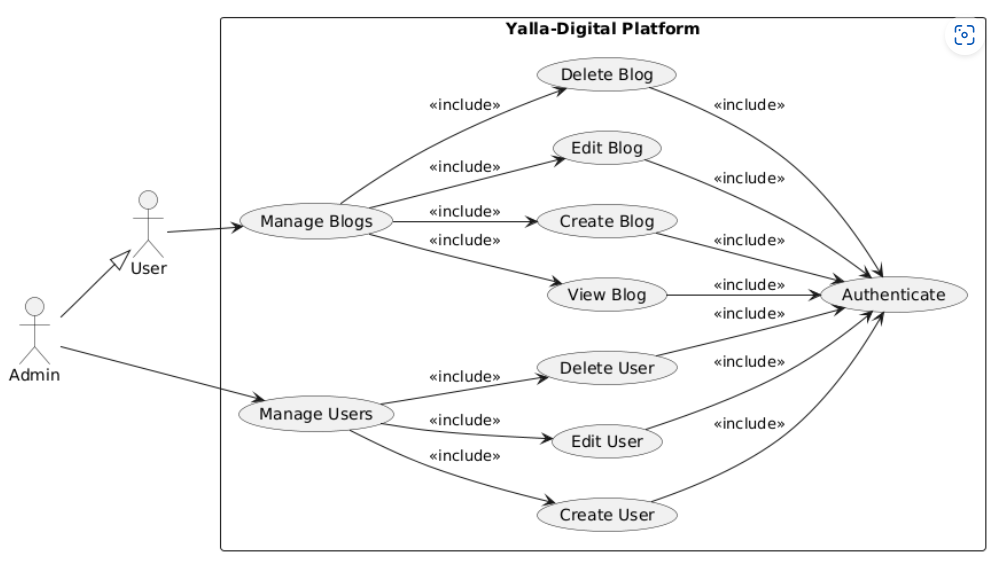 Yalla-Digital Platform
Delete Blog
«include»
«include»
Edit Blog
«include»
«include»
Manage Blogs
«include»
Create Blog
«include»
«include»
View Blog
«include»
Authenticate
User
Admin
«include»
Delete User
«include»
«include»
Manage Users
«include»
Edit User
«include»
«include»
Create User